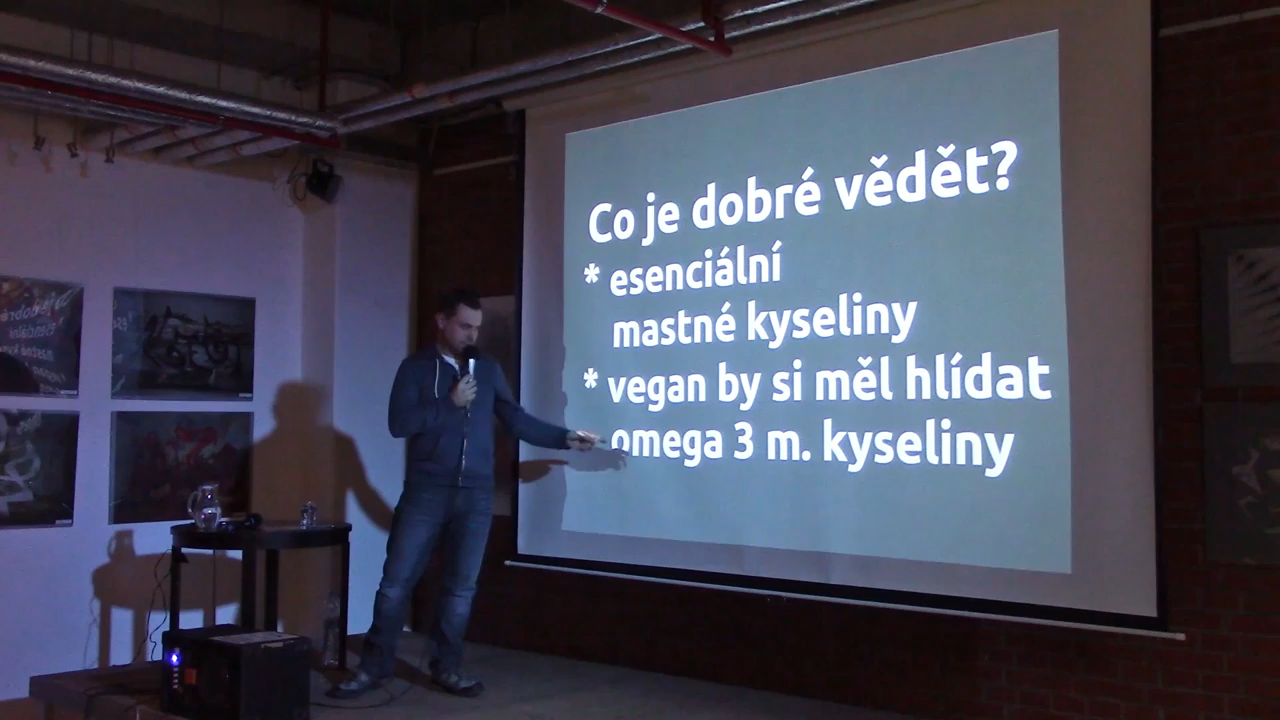 Co je dobré vědět?
* esenciální
mastné kyseliny
* vegan by si měl hlídat
omega 3 m. kyseliny